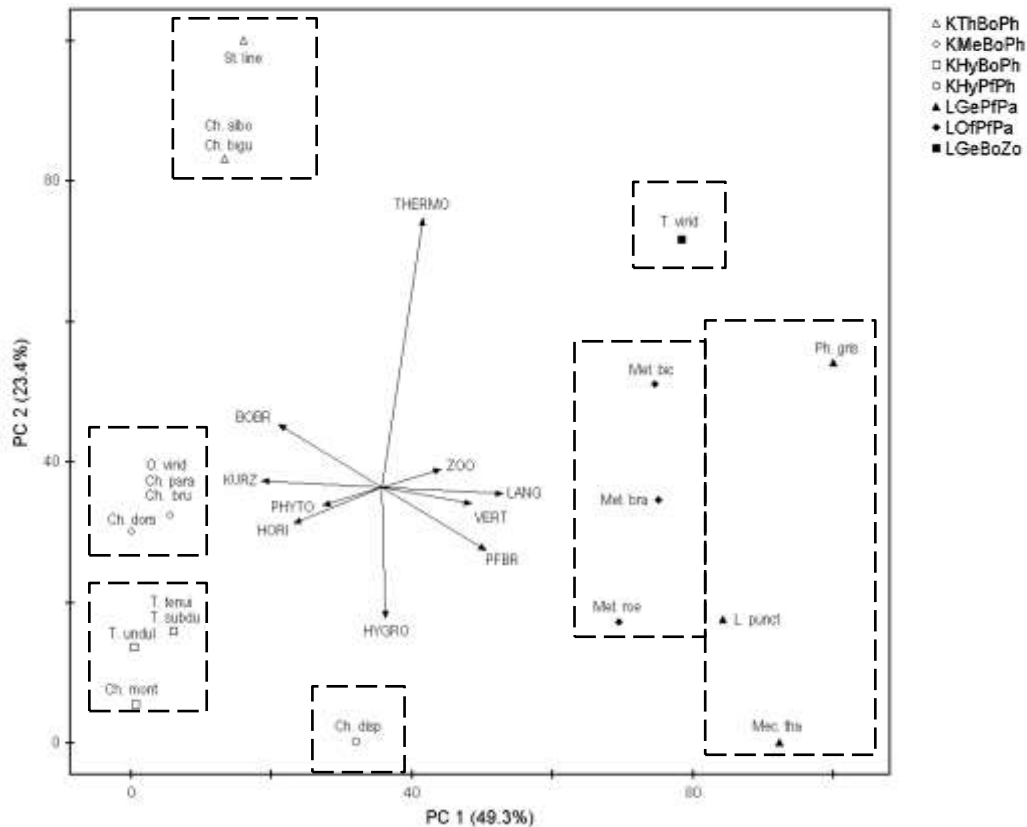 KThBoPh
KMeBoPh
KHyBoPh
KHyPfPh
LGePfPa
LOfPfPa
LGeBoZo
St. line
Ch. albo
Ch. bigu
80
THERMO
T. virid
Ph. gris
Met. bic
BOBR
40
ZOO
KURZ
LANG
PHYTO
VERT
HORI
Met. bra
O. virid
Ch. para
Ch. bru
Ch. dors
PFBR
T. tenui
T. subdu
T. undul
Met. roe
L. punct
HYGRO
Ch. mont
Ch. disp
Mec. tha
0
0
40
80
PC 1 (49.3%)
PC 2 (23.4%)